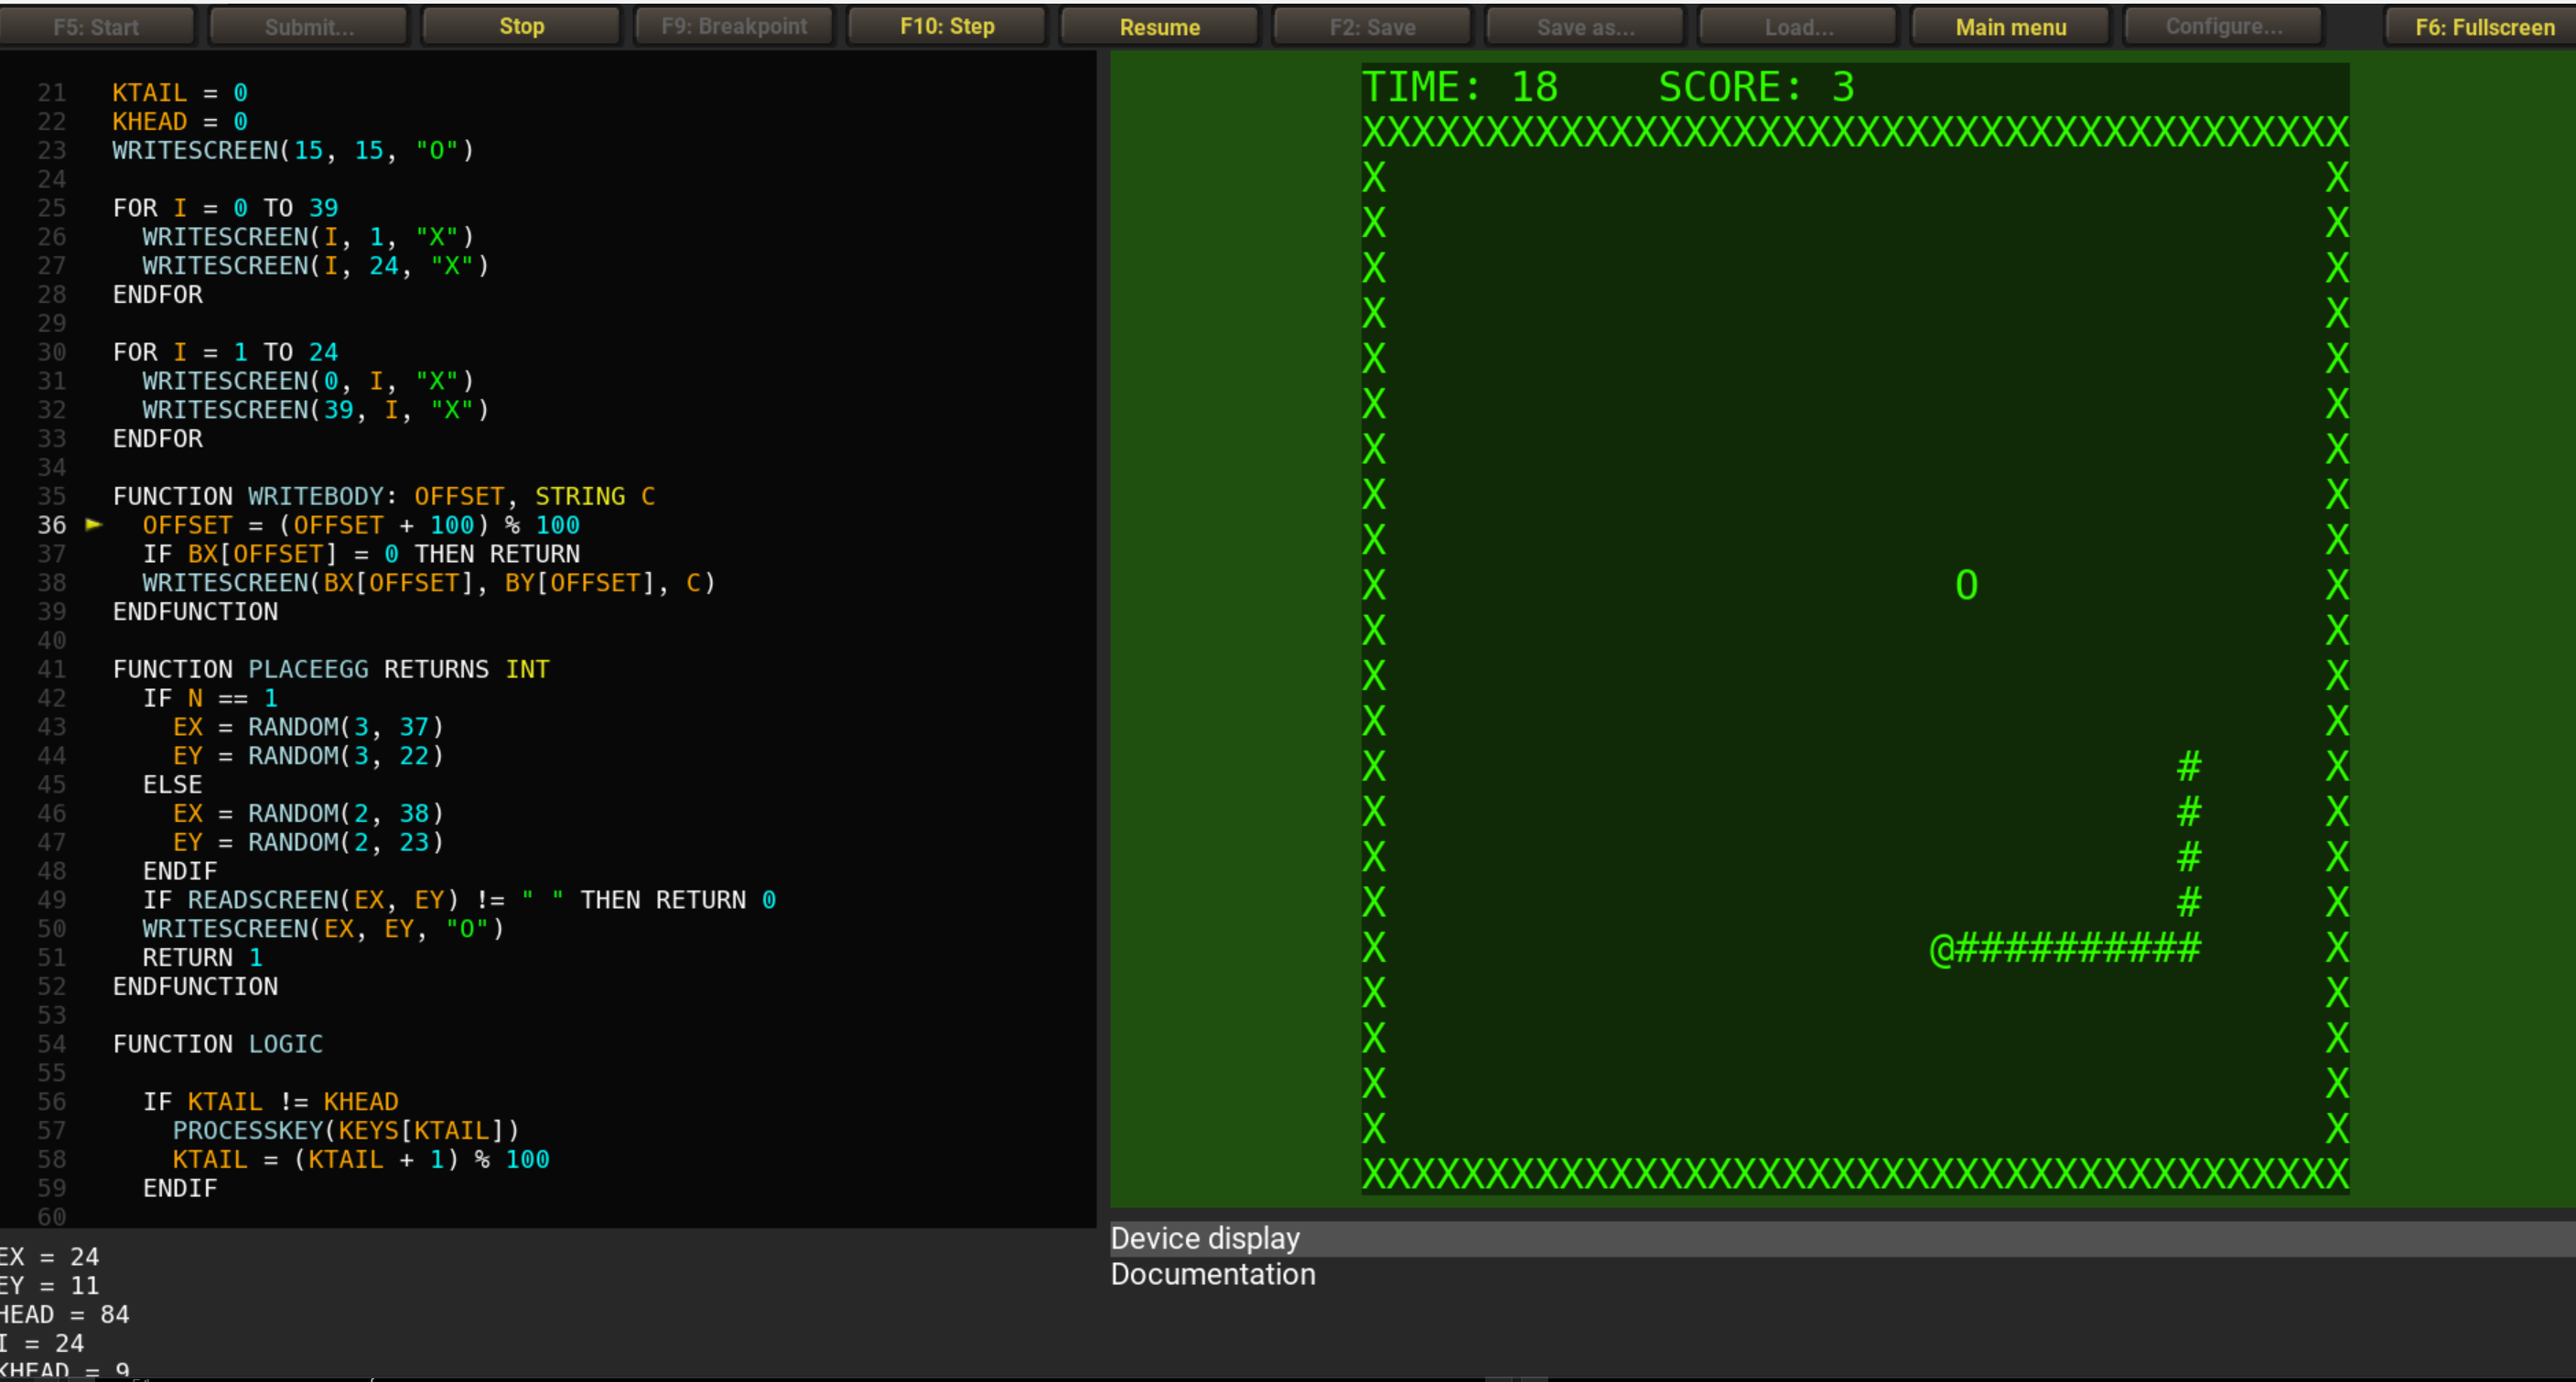 F5: Start Submit... Stop F9: Breakpoint F10: Step Resume F2: Save Save as... Load... Main menu Configure... F6: Fullscreen
21 KTAIL = 0
22 KHEAD = 0
23 WRITESCREEN(15, 15, "O")
24
25 FOR I = 0 TO 39
26 WRITESCREEN(I, 1, "X")
27 WRITESCREEN(I, 24, "X")
28 ENDFOR
29
30 FOR I = 1 TO 24
31 WRITESCREEN(0, I, "X")
32 WRITESCREEN(39, I, "X")
33 ENDFOR
34
35 FUNCTION WRITEBODY: OFFSET, STRING C
36 OFFSET = (OFFSET + 100) % 100
37 IF BX[OFFSET] = 0 THEN RETURN
38 WRITESCREEN(BX[OFFSET], BY[OFFSET], C)
39 ENDFUNCTION
40
41 FUNCTION PLACEEGG RETURNS INT
42 IF N == 1
43 EX = RANDOM(3, 37)
44 EY = RANDOM(3, 22)
45 ELSE
46 EX = RANDOM(2, 38)
47 EY = RANDOM(2, 23)
48 ENDIF
49 IF READSCREEN(EX, EY) != " " THEN RETURN 0
50 WRITESCREEN(EX, EY, "O")
51 RETURN 1
52 ENDFUNCTION
53
54 FUNCTION LOGIC
55
56 IF KTAIL != KHEAD
57 PROCESSKEY(KEYS[KTAIL])
58 KTAIL = (KTAIL + 1) % 100
59 ENDIF
60
EX = 24
EY = 11
HEAD = 84
I = 24
KHEAD = 9
TIME: 18 SCORE: 3
XXXXXXXXXXXXXXXXXXXXXXXXXXXXXXXXXXXXXXXX
X X
X X
X X
X X
X X
X X
X X
X X
X X
X O X
X X
X X
X X
X # X
X # X
X # X
X # X
X @########## X
X X
X X
X X
X X
XXXXXXXXXXXXXXXXXXXXXXXXXXXXXXXXXXXXXXXX
Device display
Documentation